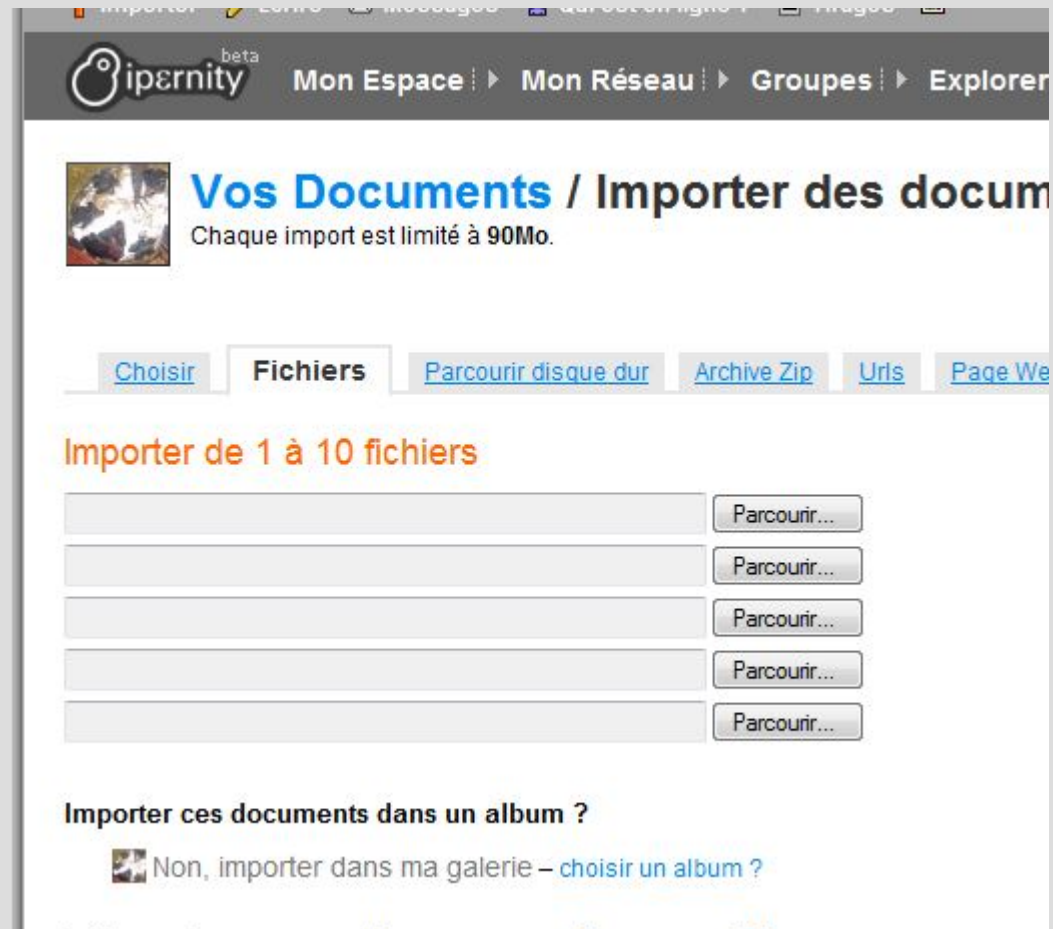 beta
ipernity Mon Espace Mon Réseau Groupes Explorer
Vos Documents / Importer des docum
Chaque import est limité à 90Mo.
Choisir Fichiers Parcourir disque dur Archive Zip Urls Page We
Importer de 1 à 10 fichiers
Parcourir...
Parcourir...
Parcourir...
Parcourir...
Parcourir...
Importer ces documents dans un album ?
Non, importer dans ma galerie – choisir un album ?